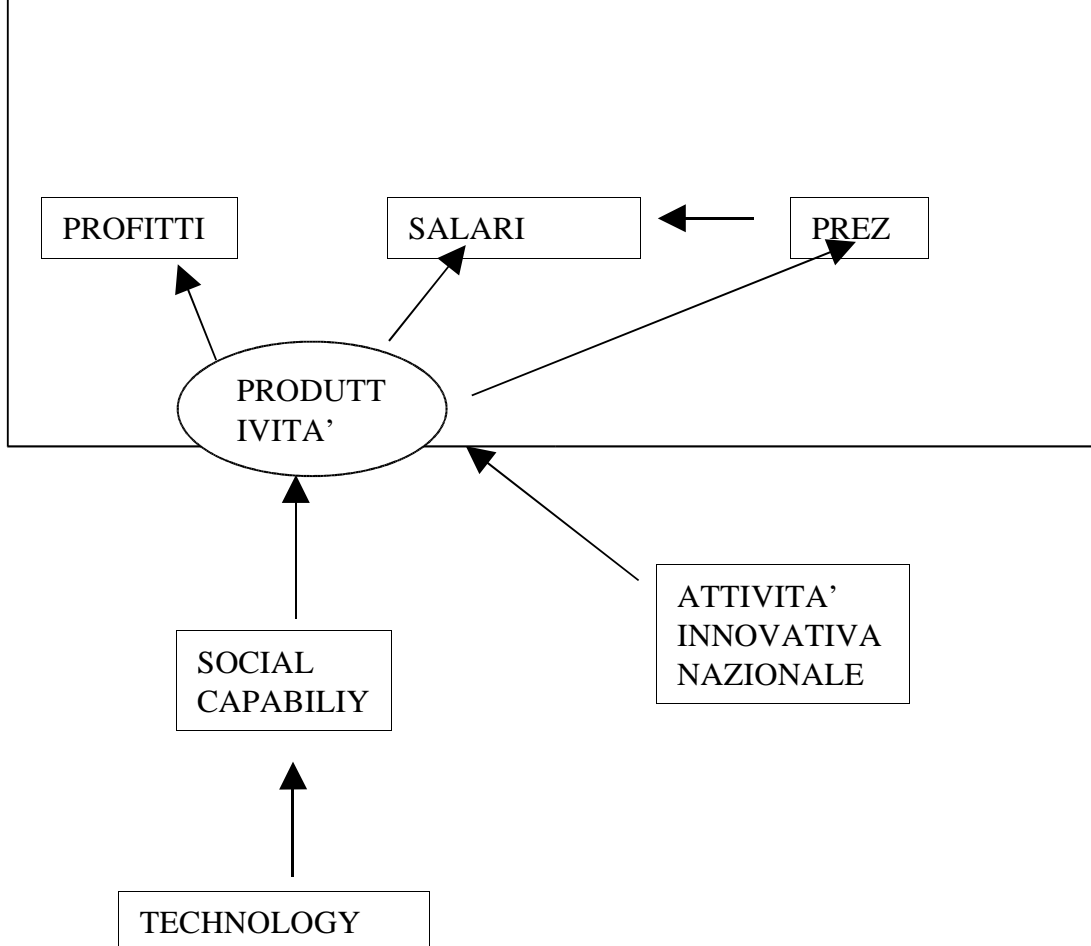 PROFITTI
SALARI
PREZ
PRODUTT
IVITA’
ATTIVITA’
INNOVATIVA
NAZIONALE
SOCIAL
CAPABILIY
TECHNOLOGY